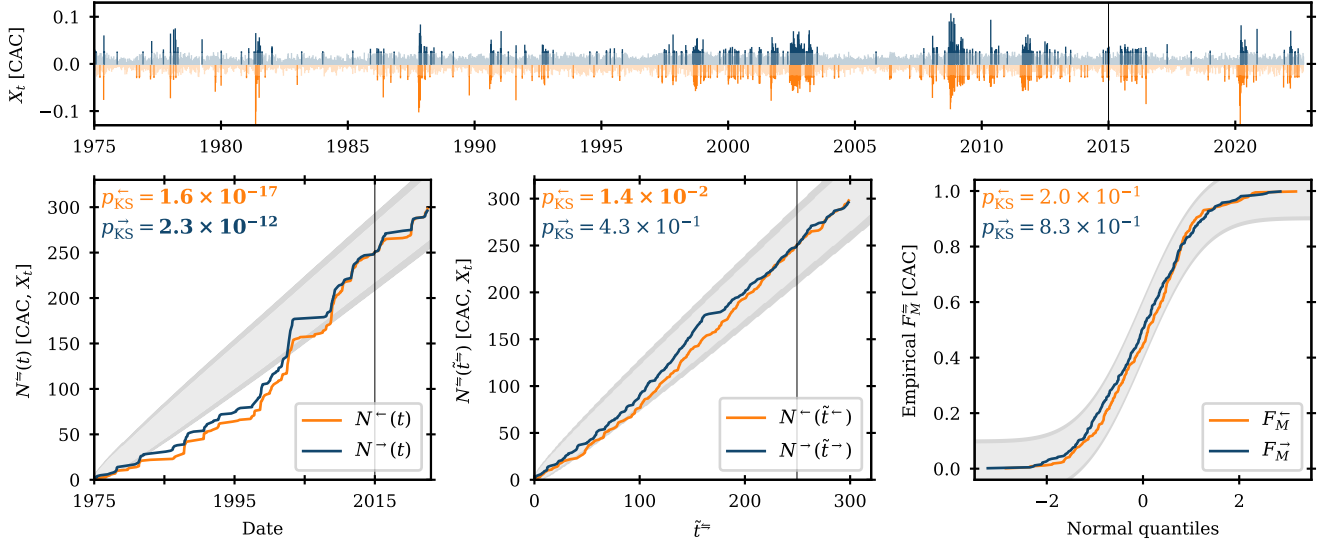 X_t [CAC]
0.1
0.0
−0.1
1975 1980 1985 1990 1995 2000 2005 2010 2015 2020
p_KS^← = 1.6 × 10^−17
p_KS^→ = 2.3 × 10^−12
N^⇋(t) [CAC, X_t]
300
250
200
150
100
50
0
N^←(t)
N^→(t)
1975 1995 2015
Date
p_KS^← = 1.4 × 10^−2
p_KS^→ = 4.3 × 10^−1
N^⇋(t̃^⇋) [CAC, X_t]
300
250
200
150
100
50
0
N^←(t̃^←)
N^→(t̃^→)
0 100 200 300
t̃^⇋
p_KS^← = 2.0 × 10^−1
p_KS^→ = 8.3 × 10^−1
Empirical F_M^⇋ [CAC]
1.0
0.8
0.6
0.4
0.2
0.0
F_M^←
F_M^→
−2 0 2
Normal quantiles